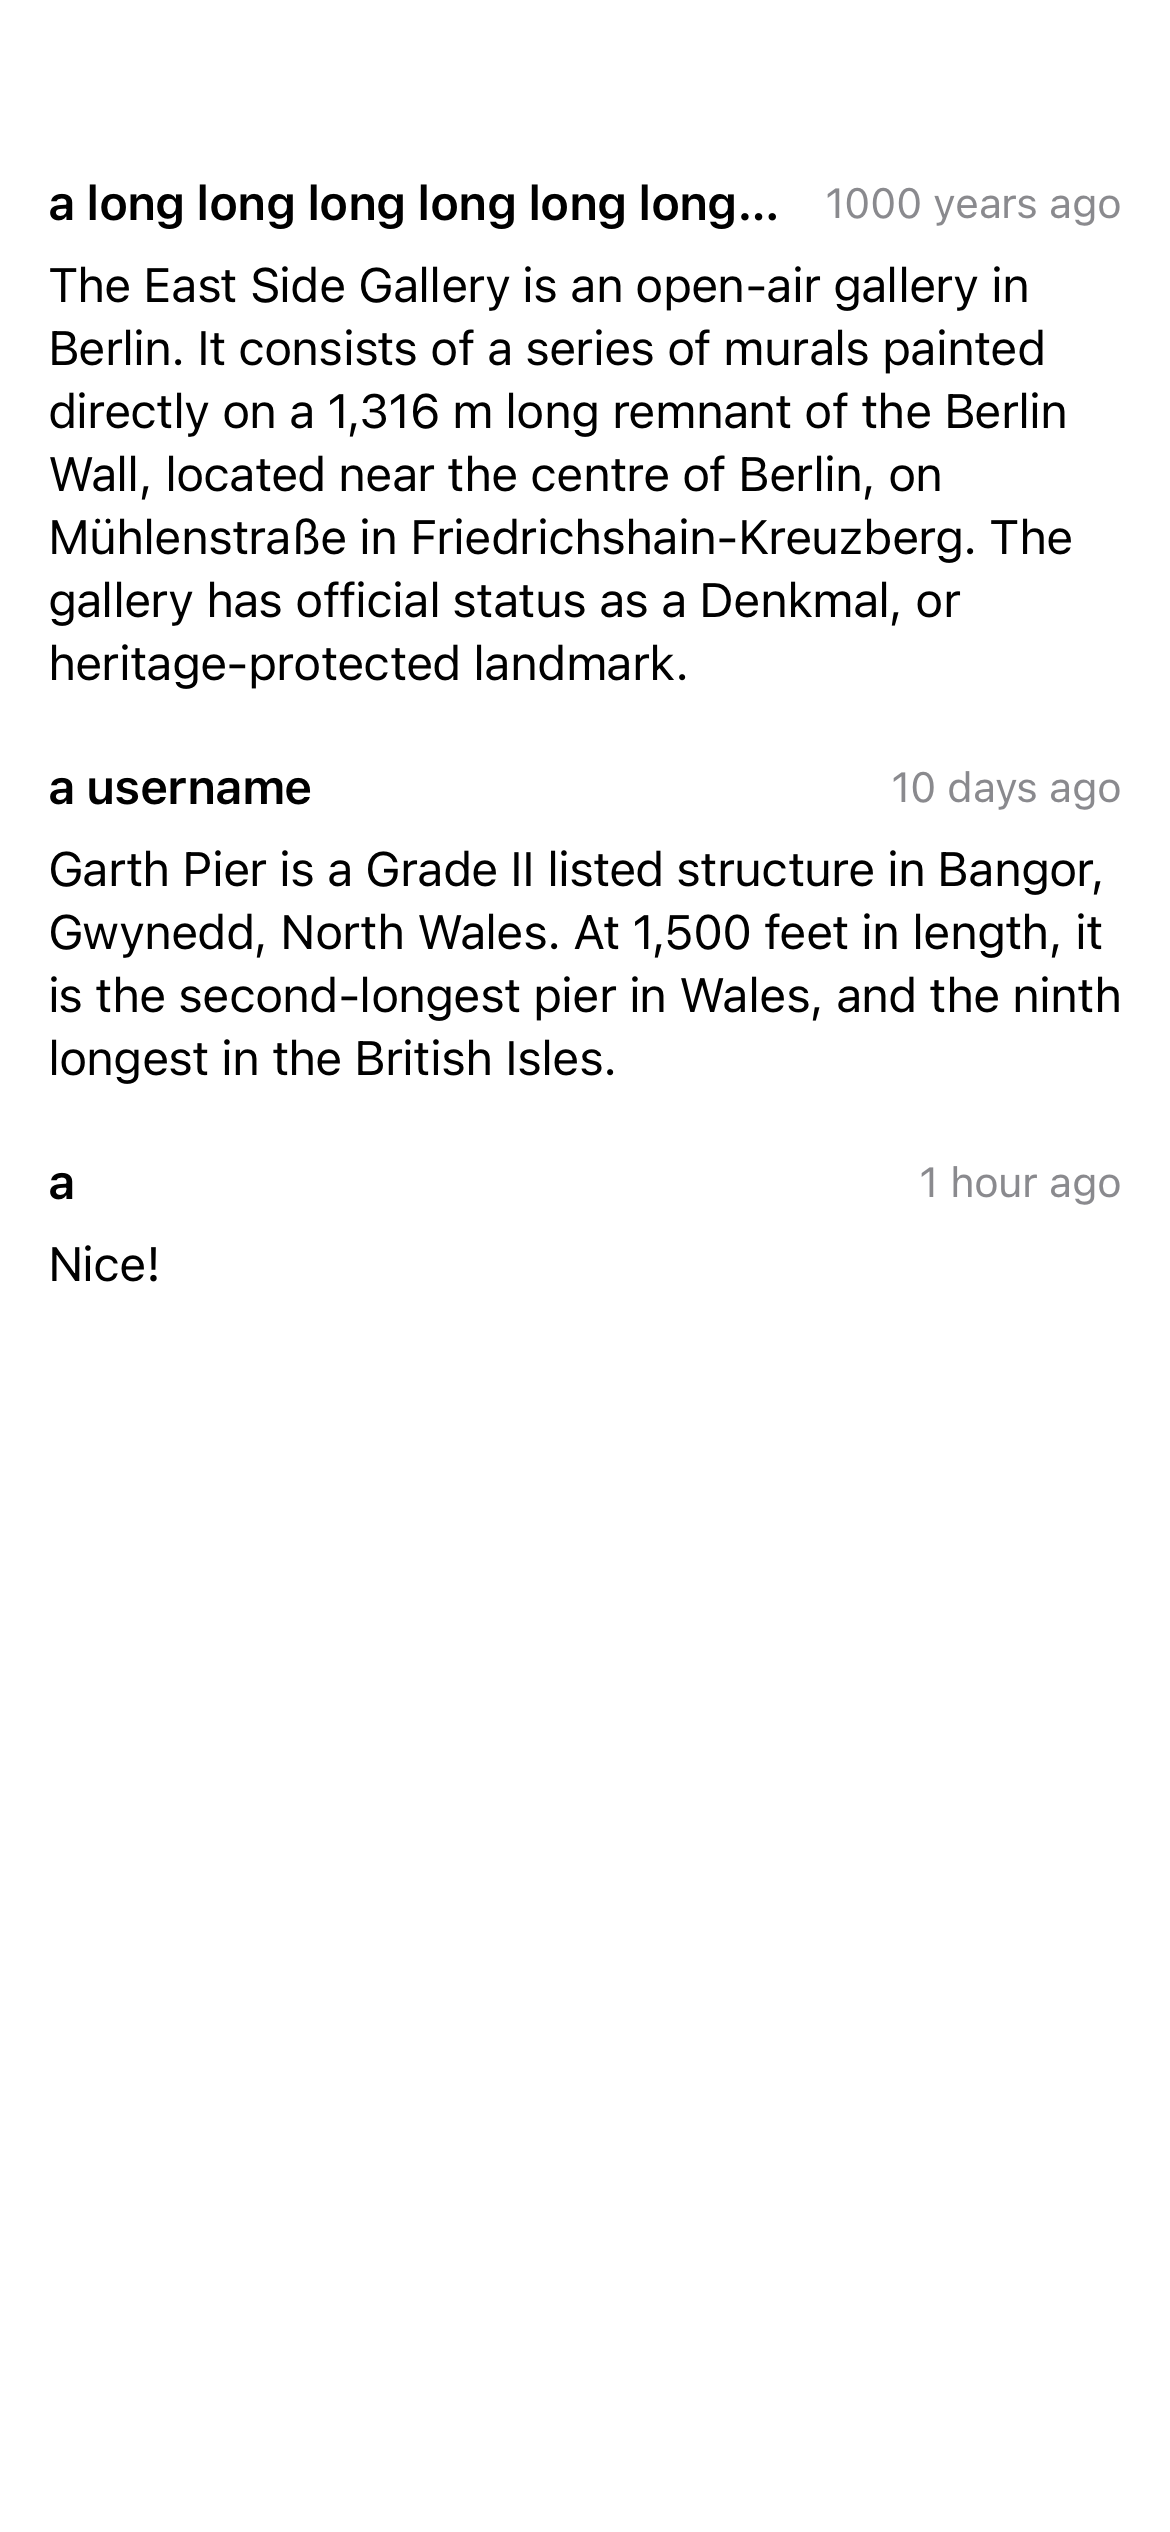 a long long long long long long... 1000 years ago
The East Side Gallery is an open-air gallery in
Berlin. It consists of a series of murals painted
directly on a 1,316 m long remnant of the Berlin
Wall, located near the centre of Berlin, on
Mühlenstraße in Friedrichshain-Kreuzberg. The
gallery has official status as a Denkmal, or
heritage-protected landmark.
a username 10 days ago
Garth Pier is a Grade II listed structure in Bangor,
Gwynedd, North Wales. At 1,500 feet in length, it
is the second-longest pier in Wales, and the ninth
longest in the British Isles.
a 1 hour ago
Nice!